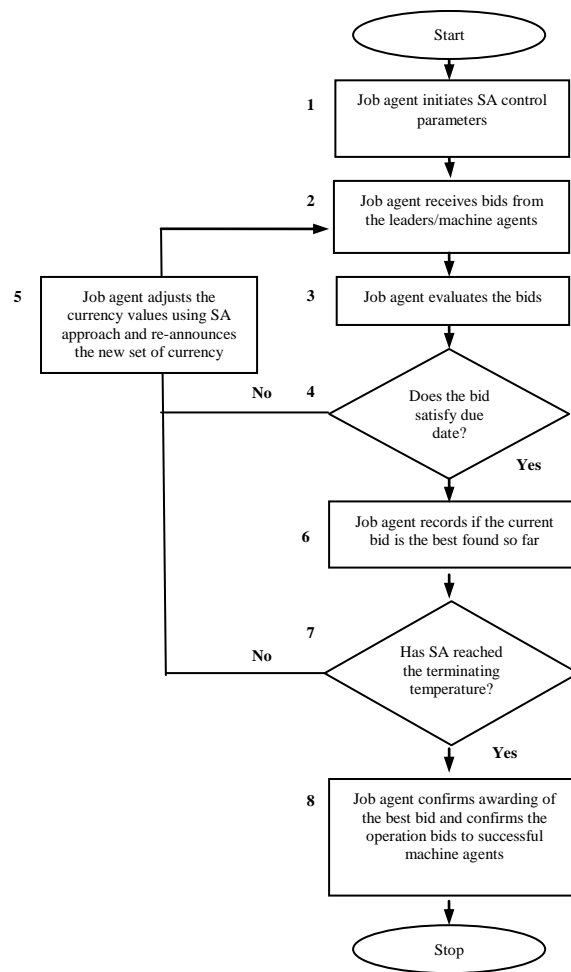 Start
1
Job agent initiates SA control
parameters
2
Job agent receives bids from
the leaders/machine agents
5
Job agent adjusts the
currency values using SA
approach and re-announces
the new set of currency
3
Job agent evaluates the bids
No
4
Does the bid
satisfy due
date?
Yes
6
Job agent records if the current
bid is the best found so far
7
No
Has SA reached
the terminating
temperature?
Yes
8
Job agent confirms awarding of
the best bid and confirms the
operation bids to successful
machine agents
Stop